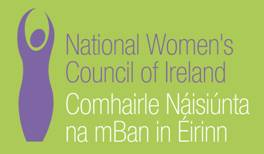 National Women's
Council of Ireland
Comhairle Náisiúnta
na mBan in Éirinn